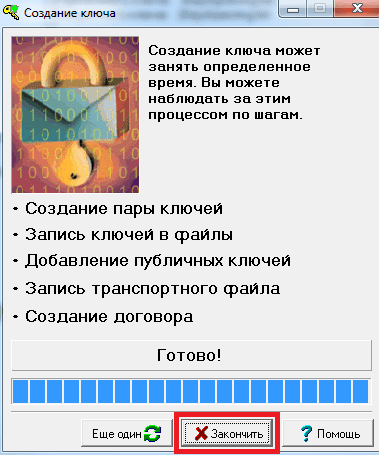 Создание ключа
Создание ключа может
занять определенное
время. Вы можете
наблюдать за этим
процессом по шагам.
• Создание пары ключей
• Запись ключей в файлы
• Добавление публичных ключей
• Запись транспортного файла
• Создание договора
Готово!
Еще один
Закончить
? Помощь